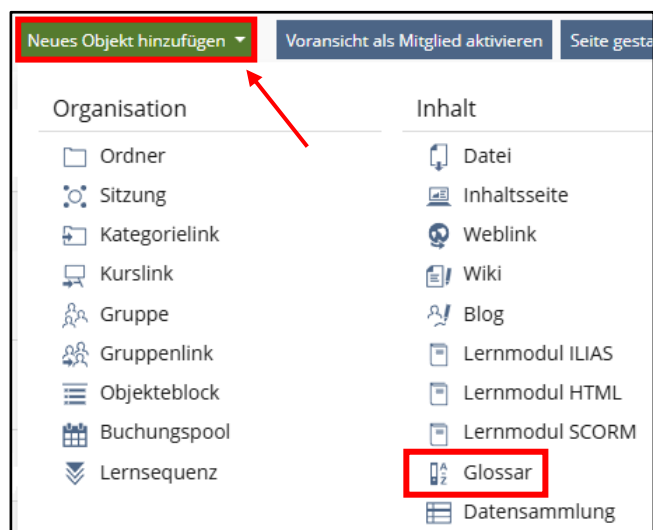 Neues Objekt hinzufügen
Voransicht als Mitglied aktivieren
Seite gesta
Organisation
Ordner
Sitzung
Kategorielink
Kurslink
Gruppe
Gruppenlink
Objekteblock
Buchungspool
Lernsequenz
Inhalt
Datei
Inhaltsseite
Weblink
Wiki
Blog
Lernmodul ILIAS
Lernmodul HTML
Lernmodul SCORM
Glossar
Datensammlung